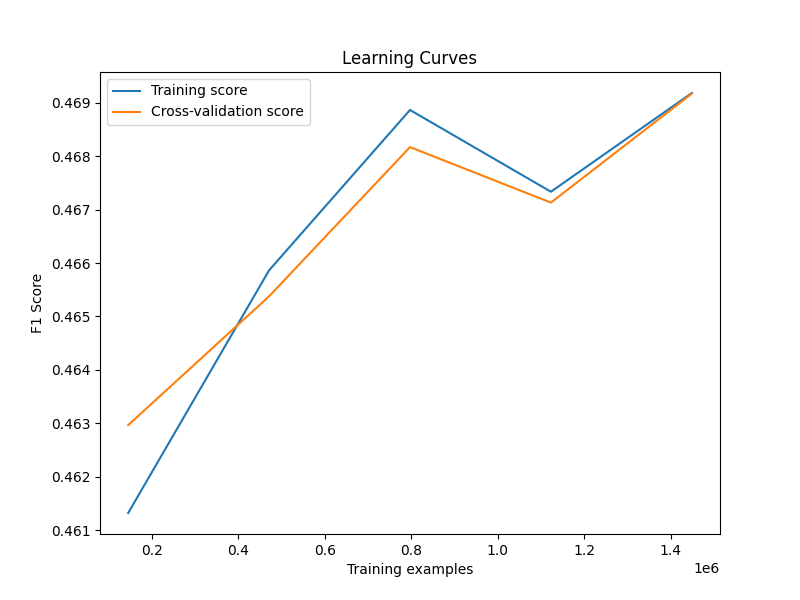 Learning Curves
Training score
Cross-validation score
0.469
0.468
0.467
0.466
0.465
0.464
0.463
0.462
0.461
F1 Score
0.2 0.4 0.6 0.8 1.0 1.2 1.4
1e6
Training examples